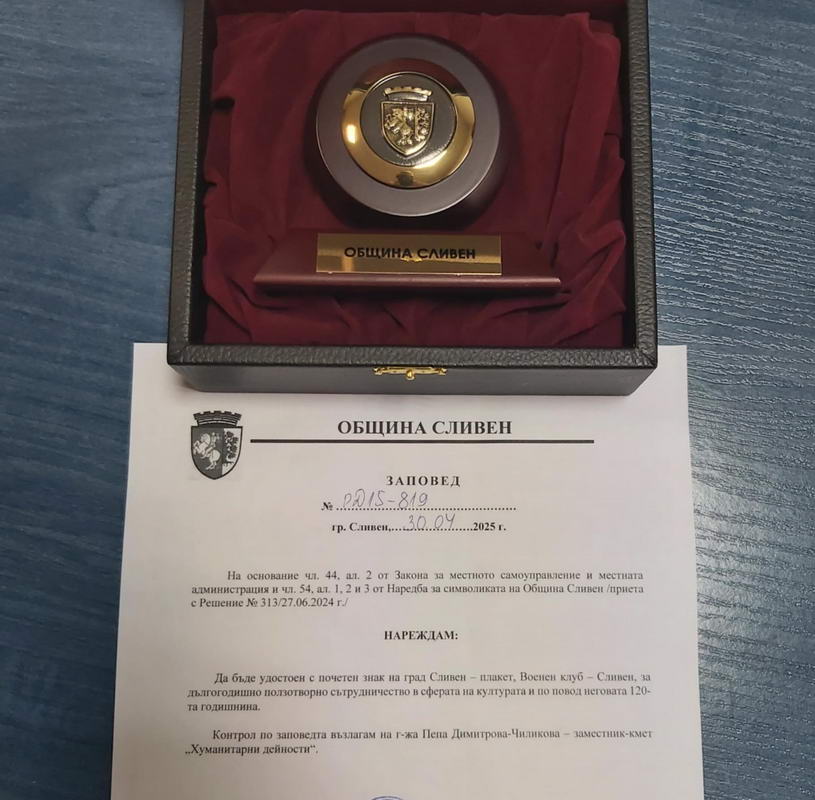 ОБЩИНА СЛИВЕН
ОБЩИНА СЛИВЕН
ЗАПОВЕД
№ РД15-819
гр. Сливен, 30.04 2025 г.
На основание чл. 44, ал. 2 от Закона за местното самоуправление и местната
администрация и чл. 54, ал. 1, 2 и 3 от Наредба за символиката на Община Сливен /приета
с Решение № 313/27.06.2024 г./
НАРЕЖДАМ:
Да бъде удостоен с почетен знак на град Сливен – плакет, Военен клуб – Сливен, за
дългогодишно ползотворно сътрудничество в сферата на културата и по повод неговата 120-
та годишнина.
Контрол по заповедта възлагам на г-жа Пепа Димитрова-Чиликова – заместник-кмет
„Хуманитарни дейности“.